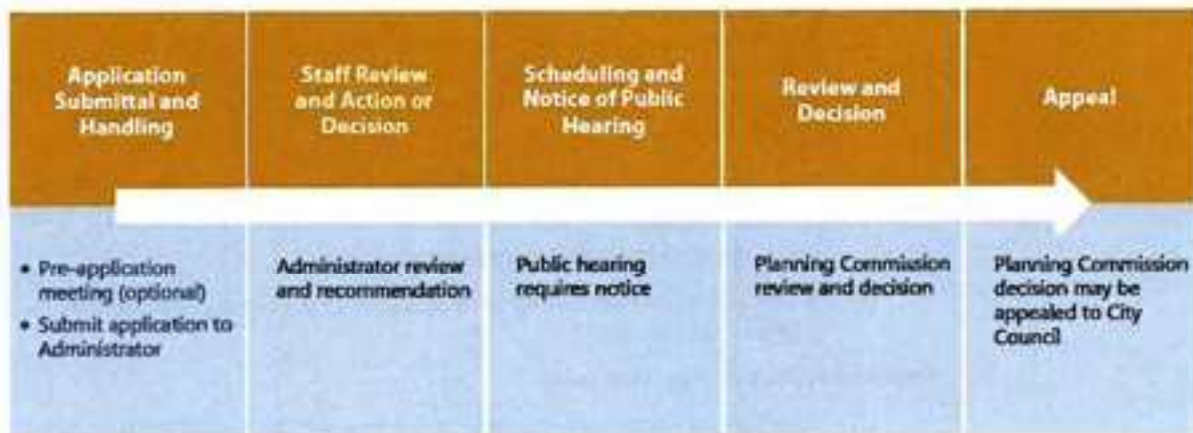 Application
Submittal and
Handling
Staff Review
and Action or
Decision
Scheduling and
Notice of Public
Hearing
Review and
Decision
Appeal
• Pre-application
meeting (optional)
• Submit application to
Administrator
Administrator review
and recommendation
Public hearing
requires notice
Planning Commission
review and decision
Planning Commission
decision may be
appealed to City
Council